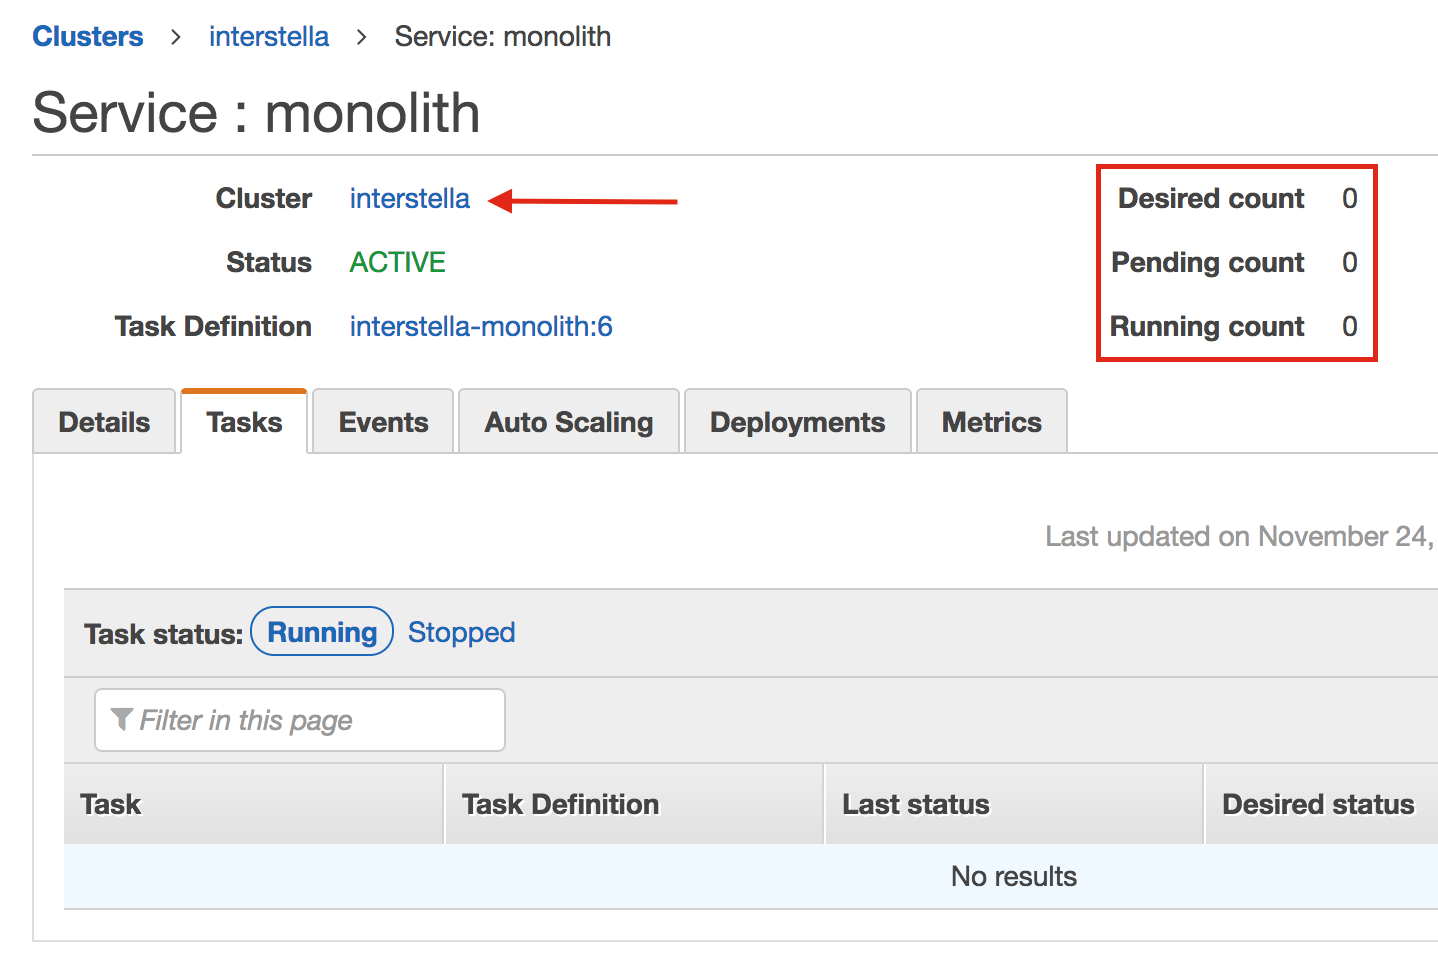 Clusters > interstella > Service: monolith
Service : monolith
Cluster interstella Desired count 0
Status ACTIVE Pending count 0
Task Definition interstella-monolith:6 Running count 0
Details Tasks Events Auto Scaling Deployments Metrics
Last updated on November 24,
Task status: Running Stopped
Filter in this page
Task Task Definition Last status Desired status
No results